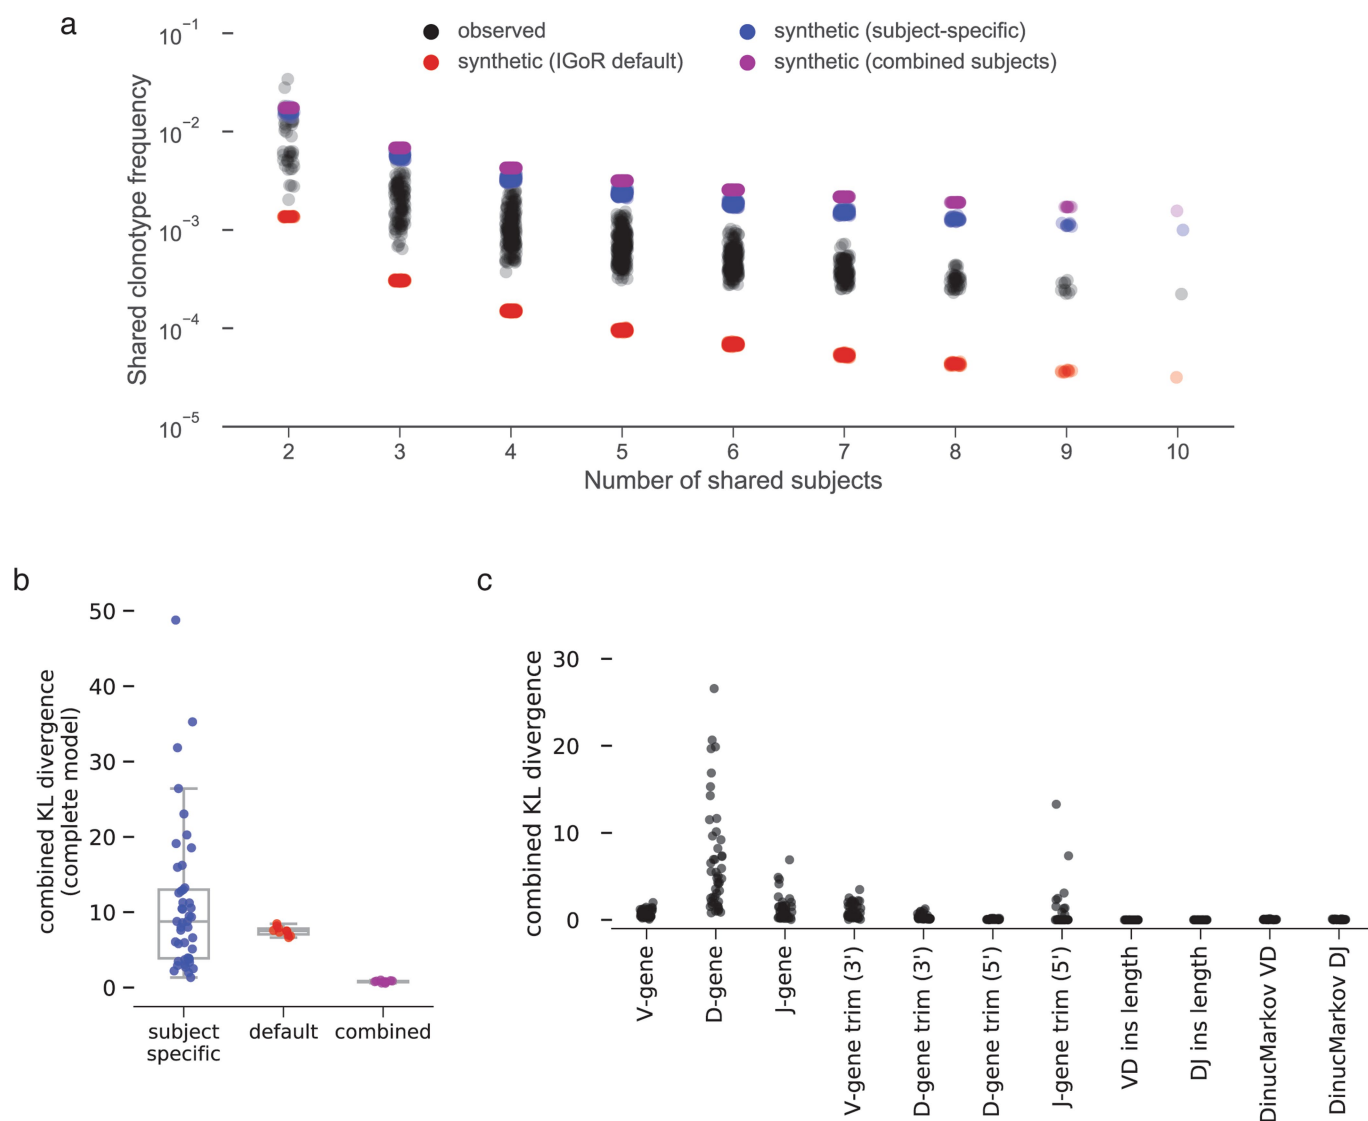 a
observed
synthetic (IGoR default)
synthetic (subject-specific)
synthetic (combined subjects)
Shared clonotype frequency
10⁻¹
10⁻²
10⁻³
10⁻⁴
10⁻⁵
2 3 4 5 6 7 8 9 10
Number of shared subjects
b
combined KL divergence
(complete model)
50
40
30
20
10
0
subject
specific
default
combined
c
combined KL divergence
30
20
10
0
V-gene
D-gene
J-gene
V-gene trim (3')
D-gene trim (3')
D-gene trim (5')
J-gene trim (5')
VD ins length
DJ ins length
DinucMarkov VD
DinucMarkov DJ